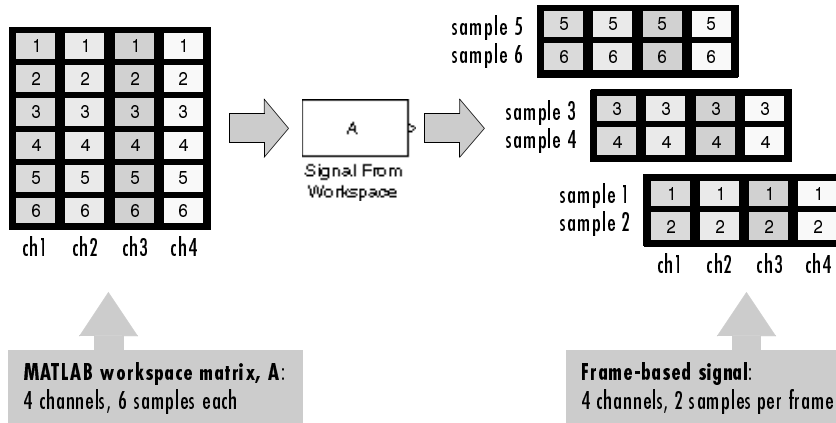 1 1 1 1
2 2 2 2
3 3 3 3
4 4 4 4
5 5 5 5
6 6 6 6
ch1 ch2 ch3 ch4
MATLAB workspace matrix, A:
4 channels, 6 samples each
A
Signal From
Workspace
sample 5 5 5 5 5
sample 6 6 6 6 6
sample 3 3 3 3 3
sample 4 4 4 4 4
sample 1 1 1 1 1
sample 2 2 2 2 2
ch1 ch2 ch3 ch4
Frame-based signal:
4 channels, 2 samples per frame